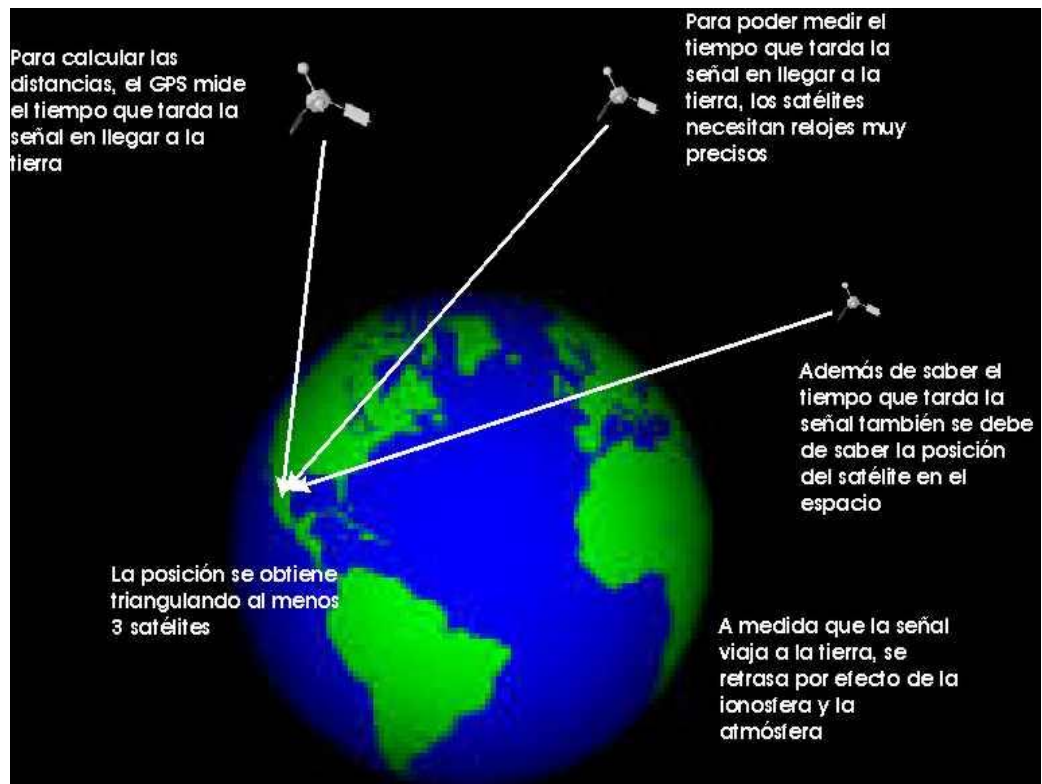 Para calcular las
distancias, el GPS mide
el tiempo que tarda la
señal en llegar a la
tierra
Para poder medir el
tiempo que tarda la
señal en llegar a la
tierra, los satélites
necesitan relojes muy
precisos
Además de saber el
tiempo que tarda la
señal también se debe
de saber la posición
del satélite en el
espacio
La posición se obtiene
triangulando al menos
3 satélites
A medida que la señal
viaja a la tierra, se
retrasa por efecto de la
ionosfera y la
atmósfera